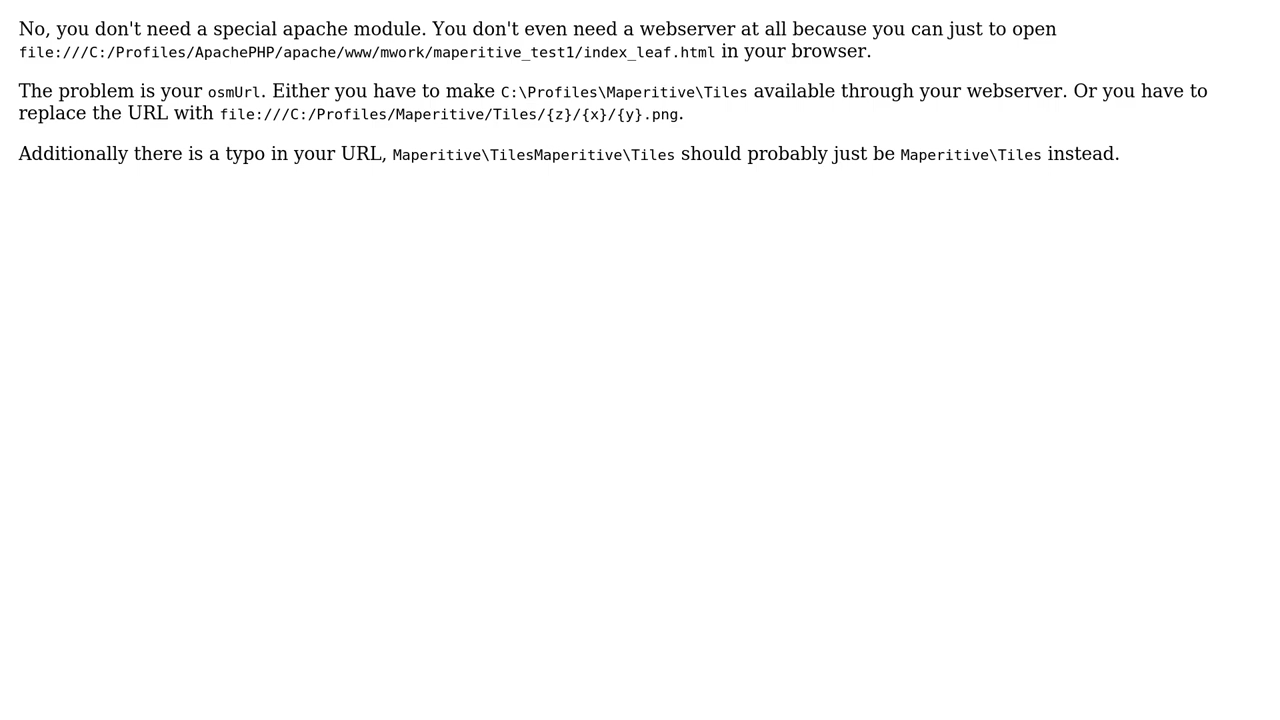 No, you don't need a special apache module. You don't even need a webserver at all because you can just to open
file:///C:/Profiles/ApachePHP/apache/www/mwork/maperitive_test1/index_leaf.html in your browser.
The problem is your osmUrl. Either you have to make C:\Profiles\Maperitive\Tiles available through your webserver. Or you have to
replace the URL with file:///C:/Profiles/Maperitive/Tiles/{z}/{x}/{y}.png.
Additionally there is a typo in your URL, Maperitive\TilesMaperitive\Tiles should probably just be Maperitive\Tiles instead.